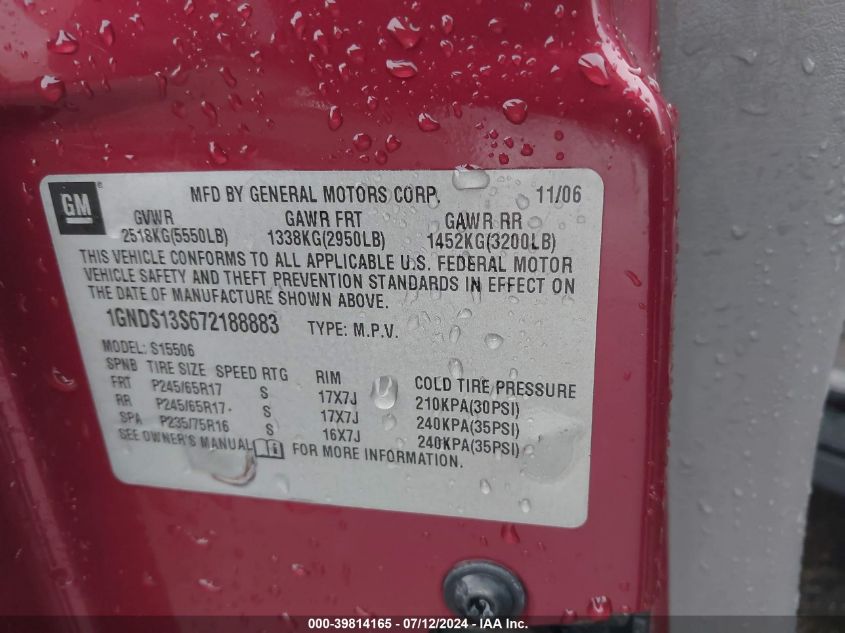 GM
MFD BY GENERAL MOTORS CORP. 11/06
GVWR GAWR FRT GAWR RR
2518KG(5550LB) 1338KG(2950LB) 1452KG(3200LB)
THIS VEHICLE CONFORMS TO ALL APPLICABLE U.S. FEDERAL MOTOR
VEHICLE SAFETY AND THEFT PREVENTION STANDARDS IN EFFECT ON
THE DATE OF MANUFACTURE SHOWN ABOVE.
1GNDS13S672188883 TYPE: M.P.V.
MODEL: S15506
SPNB TIRE SIZE SPEED RTG RIM COLD TIRE PRESSURE
FRT P245/65R17 S 17X7J 210KPA(30PSI)
RR P245/65R17 S 17X7J 240KPA(35PSI)
SPA P235/75R16 S 16X7J 240KPA(35PSI)
SEE OWNER'S MANUAL FOR MORE INFORMATION.
000-39814165 - 07/12/2024 - IAA Inc.